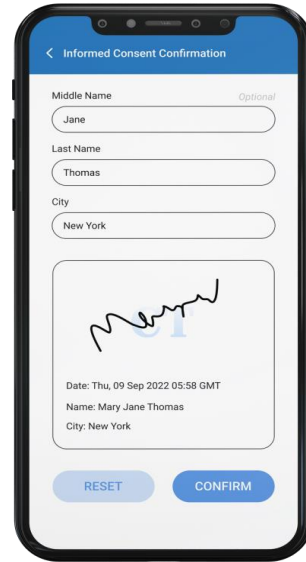 Informed Consent Confirmation
Middle Name Optional
Jane
Last Name
Thomas
City
New York
CT
Date: Thu, 09 Sep 2022 05:58 GMT
Name: Mary Jane Thomas
City: New York
RESET CONFIRM